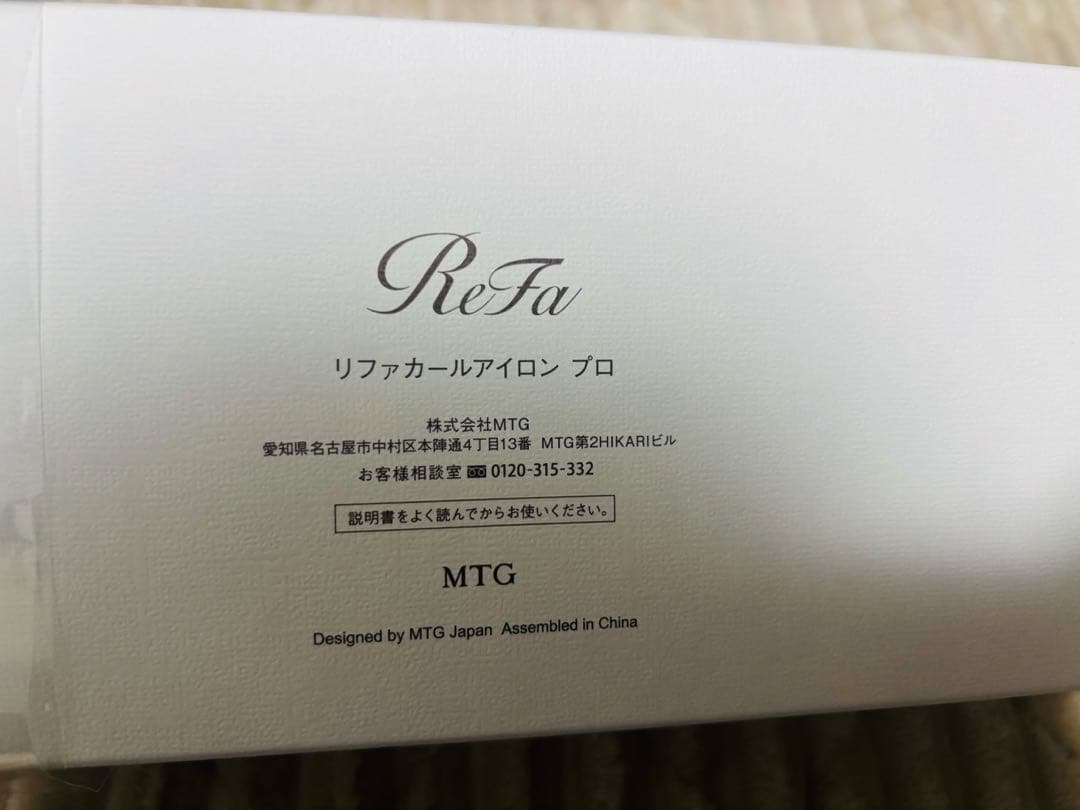 ReFa
リファカールアイロン プロ
株式会社MTG
愛知県名古屋市中村区本陣通4丁目13番 MTG第2HIKARIビル
お客様相談室 0120-315-332
説明書をよく読んでからお使いください。
MTG
Designed by MTG Japan Assembled in China